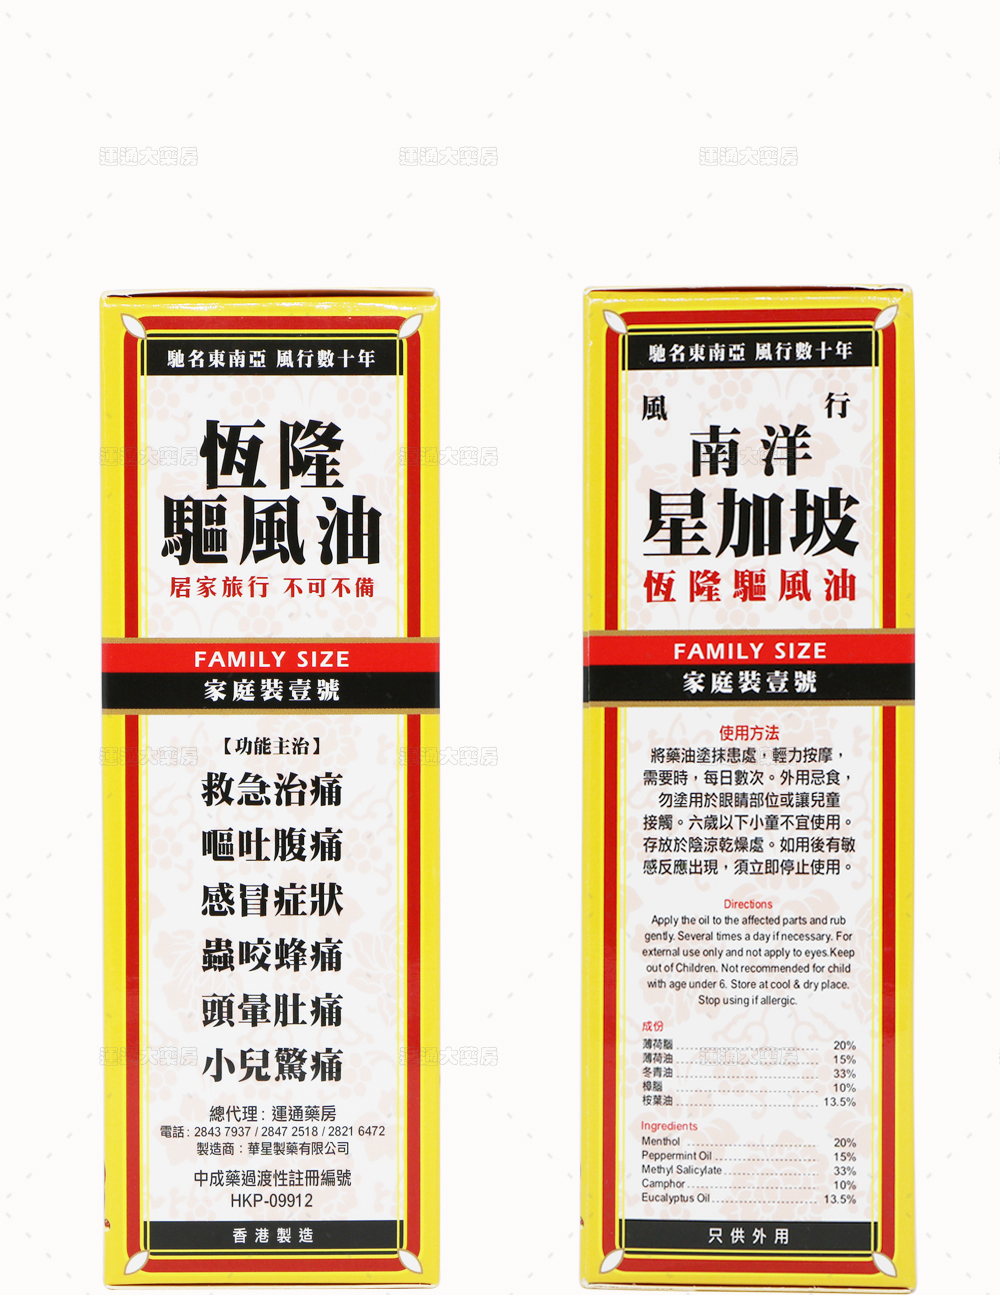 運通大藥房 運通大藥房 運通大藥房
馳名東南亞 風行數十年
恆隆
驅風油
居家旅行 不可不備
FAMILY SIZE
家庭裝壹號
【功能主治】
救急治痛
嘔吐腹痛
感冒症狀
蟲咬蜂痛
頭暈肚痛
小兒驚痛
總代理：運通藥房
電話：2843 7937 / 2847 2518 / 2821 6472
製造商：華星製藥有限公司
中成藥過渡性註冊編號
HKP-09912
香港製造
馳名東南亞 風行數十年
風 行
南洋
星加坡
恆隆驅風油
FAMILY SIZE
家庭裝壹號
使用方法
將藥油塗抹患處，輕力按摩，
需要時，每日數次。外用忌食，
勿塗用於眼睛部位或讓兒童
接觸。六歲以下小童不宜使用。
存放於陰涼乾燥處。如用後有敏
感反應出現，須立即停止使用。
Directions
Apply the oil to the affected parts and rub
gently. Several times a day if necessary. For
external use only and not apply to eyes.Keep
out of Children. Not recommended for child
with age under 6. Store at cool & dry place.
Stop using if allergic.
成份
薄荷腦 20%
薄荷油 15%
冬青油 33%
樟腦 10%
桉葉油 13.5%
Ingredients
Menthol 20%
Peppermint Oil 15%
Methyl Salicylate 33%
Camphor 10%
Eucalyptus Oil 13.5%
只供外用